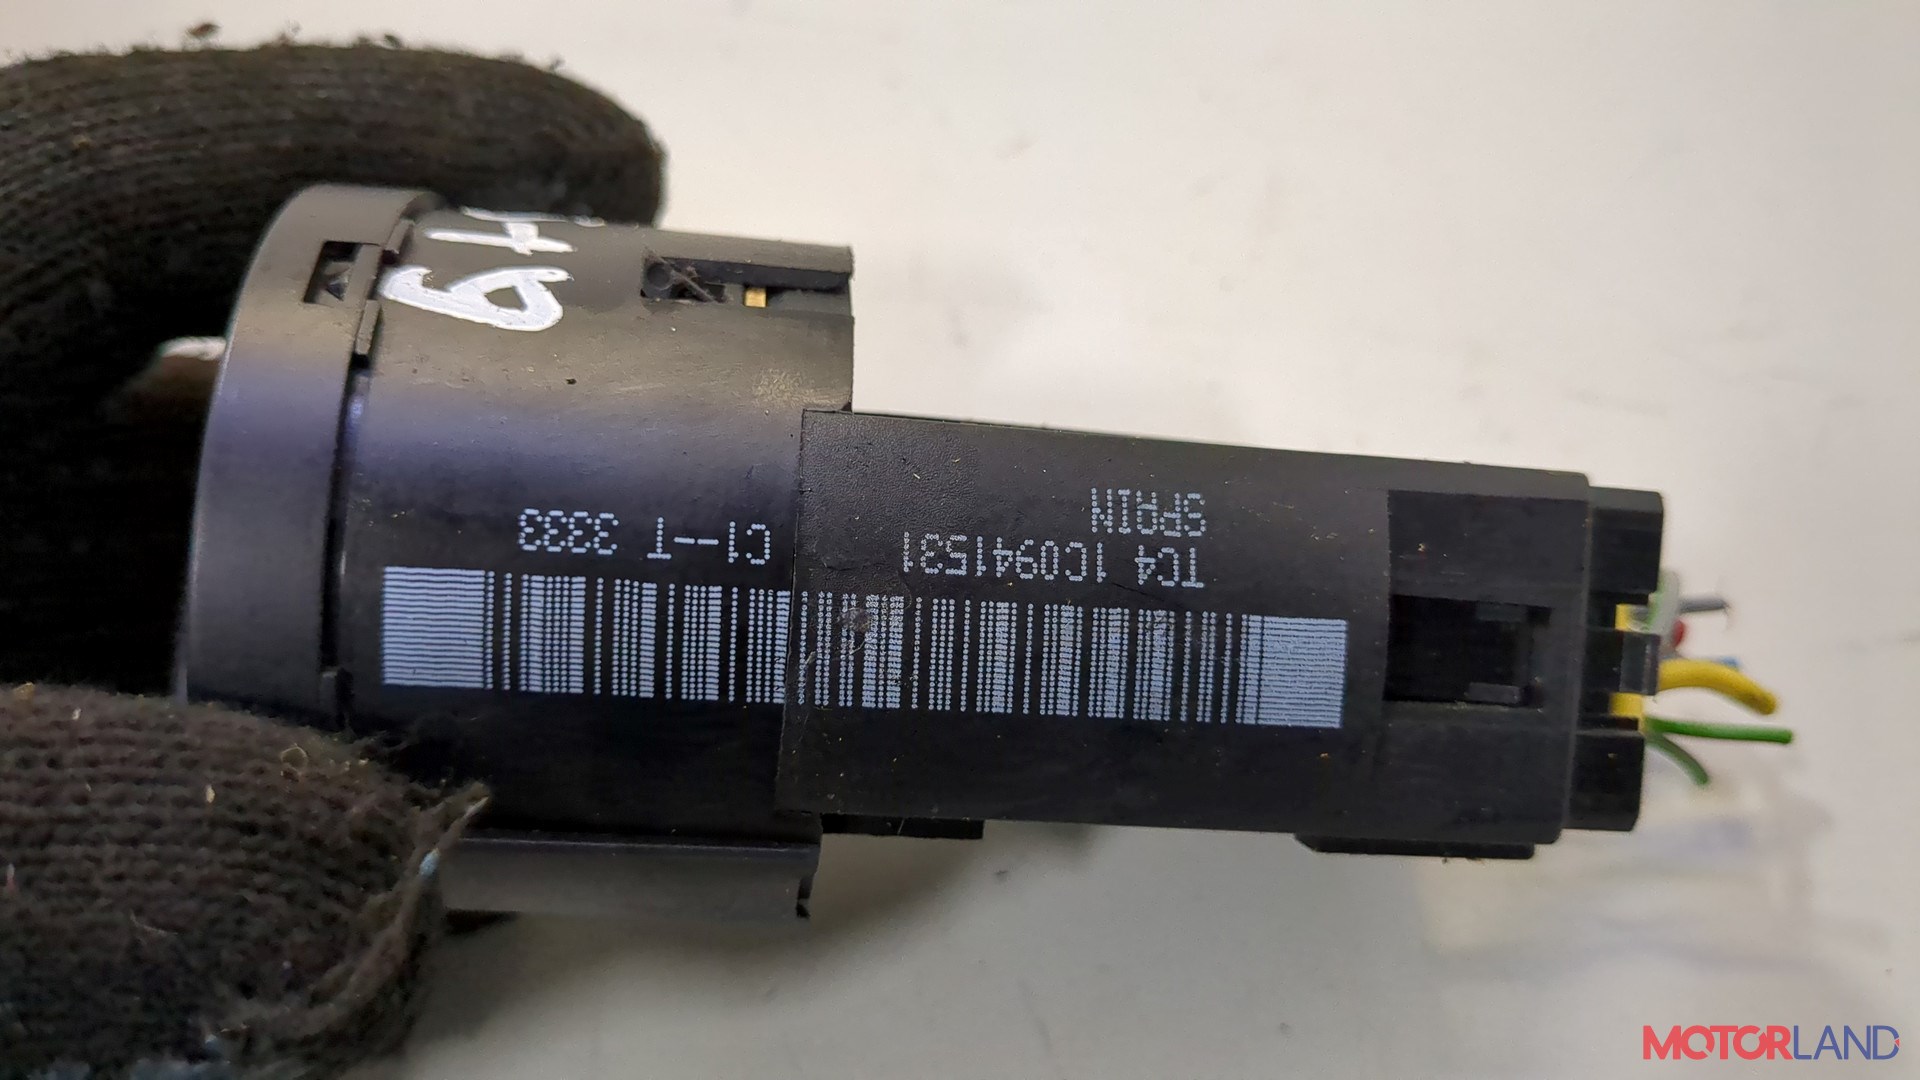 SPAIN
TC4 1C0941531
C1--T 3333
MOTORLAND